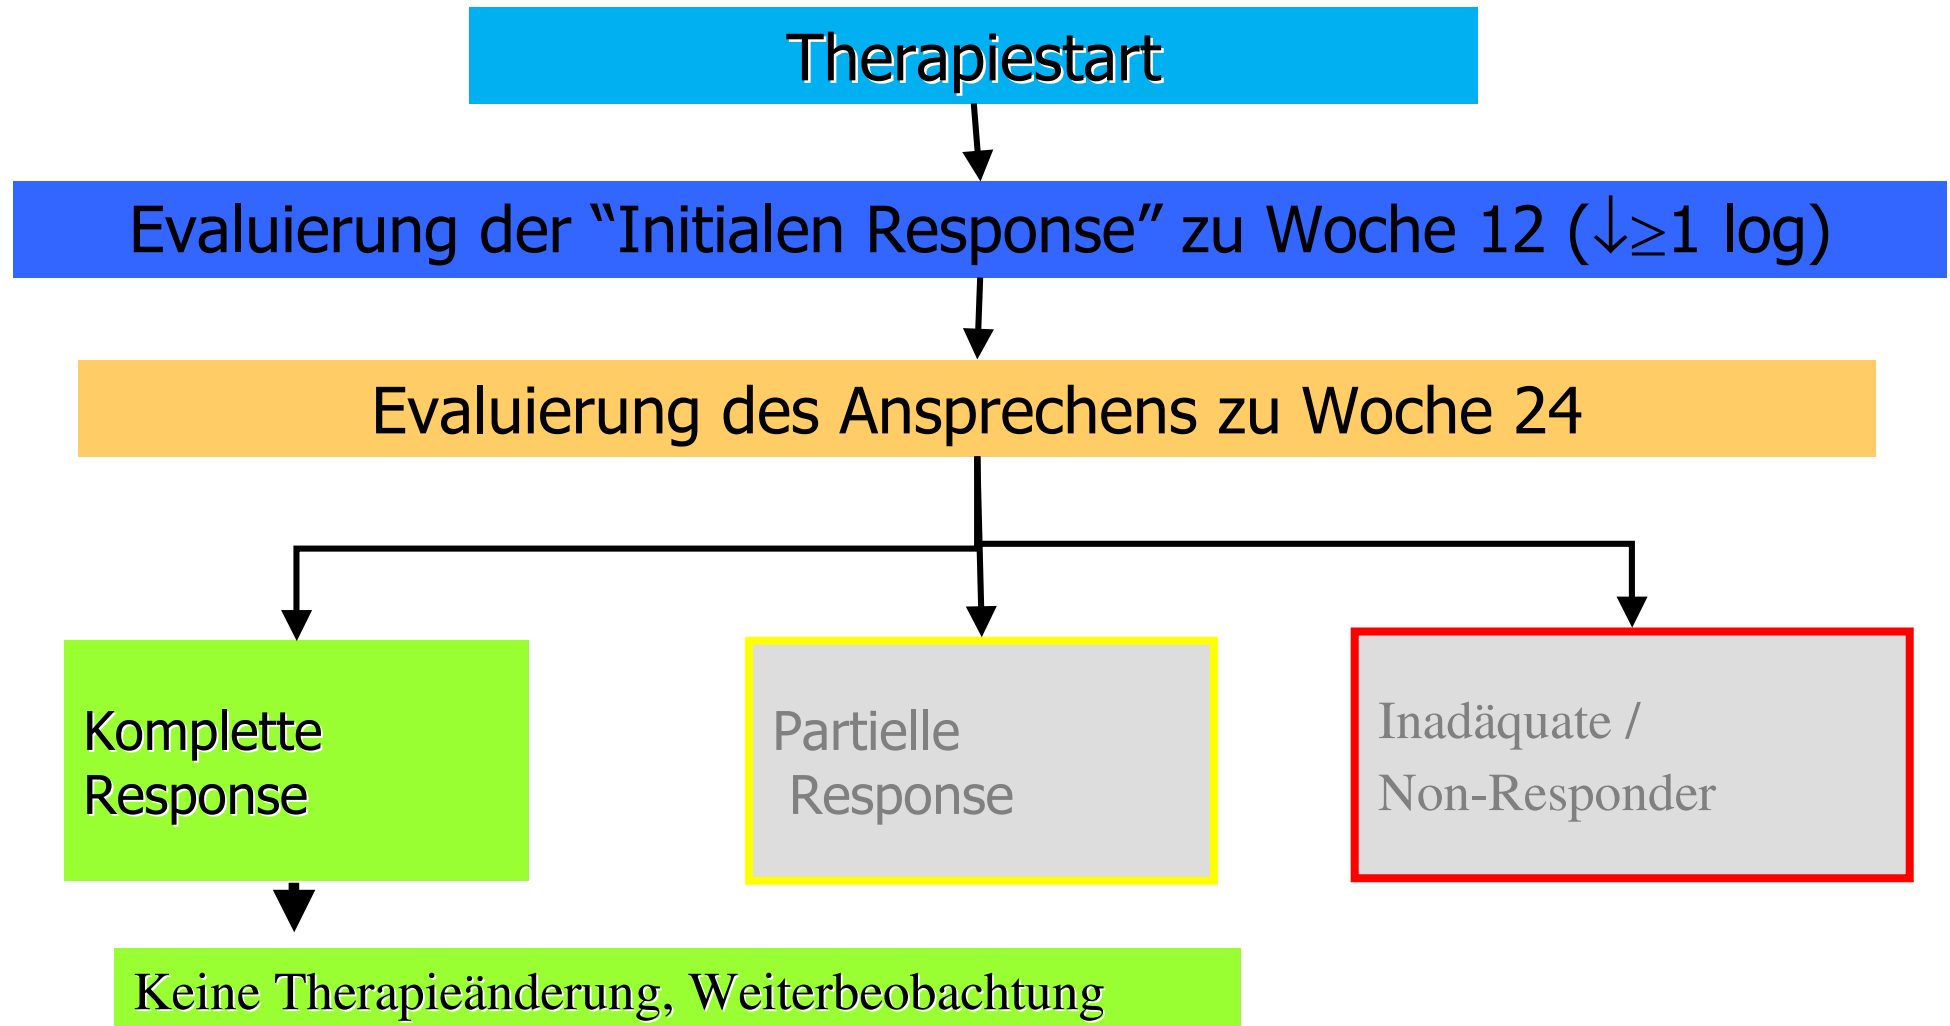 Therapiestart
Evaluierung der “Initialen Response” zu Woche 12 (↓≥1 log)
Evaluierung des Ansprechens zu Woche 24
Komplette
Response
Partielle
Response
Inadäquate /
Non-Responder
Keine Therapieänderung, Weiterbeobachtung